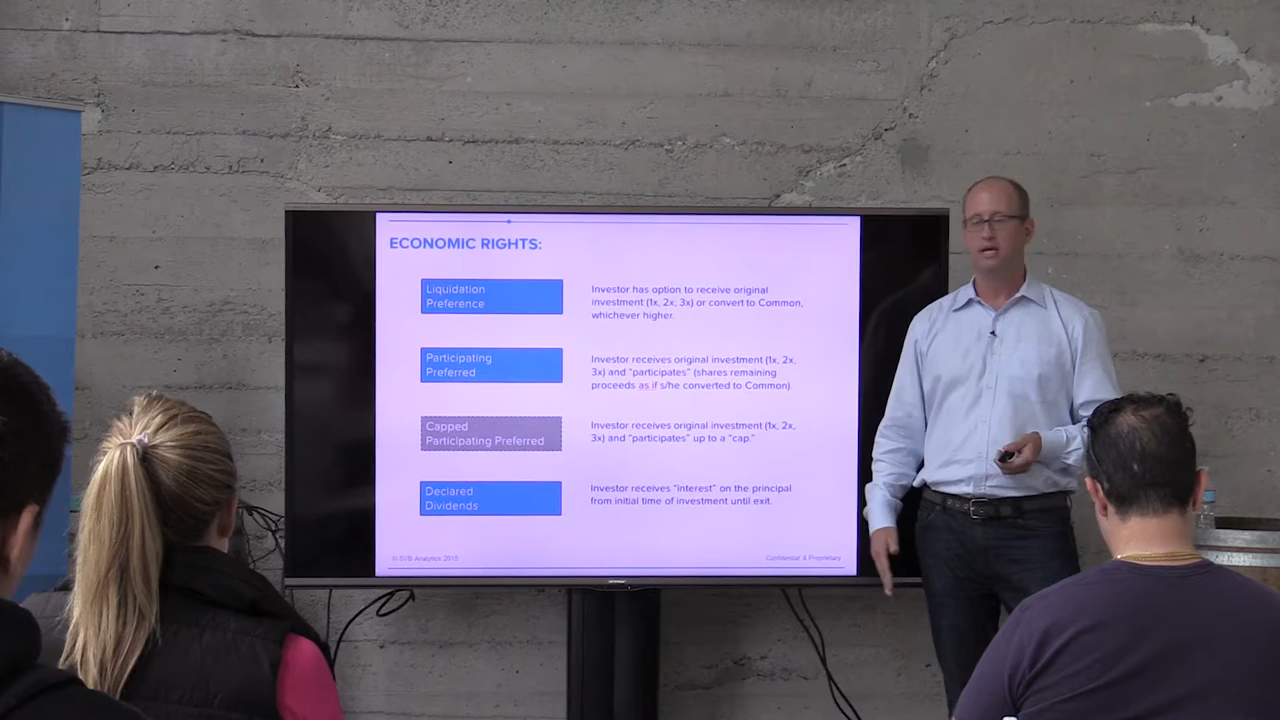 ECONOMIC RIGHTS:
Liquidation
Preference
Investor has option to receive original
investment (1x, 2x, 3x) or convert to Common,
whichever higher.
Participating
Preferred
Investor receives original investment (1x, 2x,
3x) and "participates" (shares remaining
proceeds as if s/he converted to Common).
Capped
Participating Preferred
Investor receives original investment (1x, 2x,
3x) and "participates" up to a "cap."
Declared
Dividends
Investor receives "interest" on the principal
from initial time of investment until exit.
© SVB Analytics 2015
Confidential & Proprietary